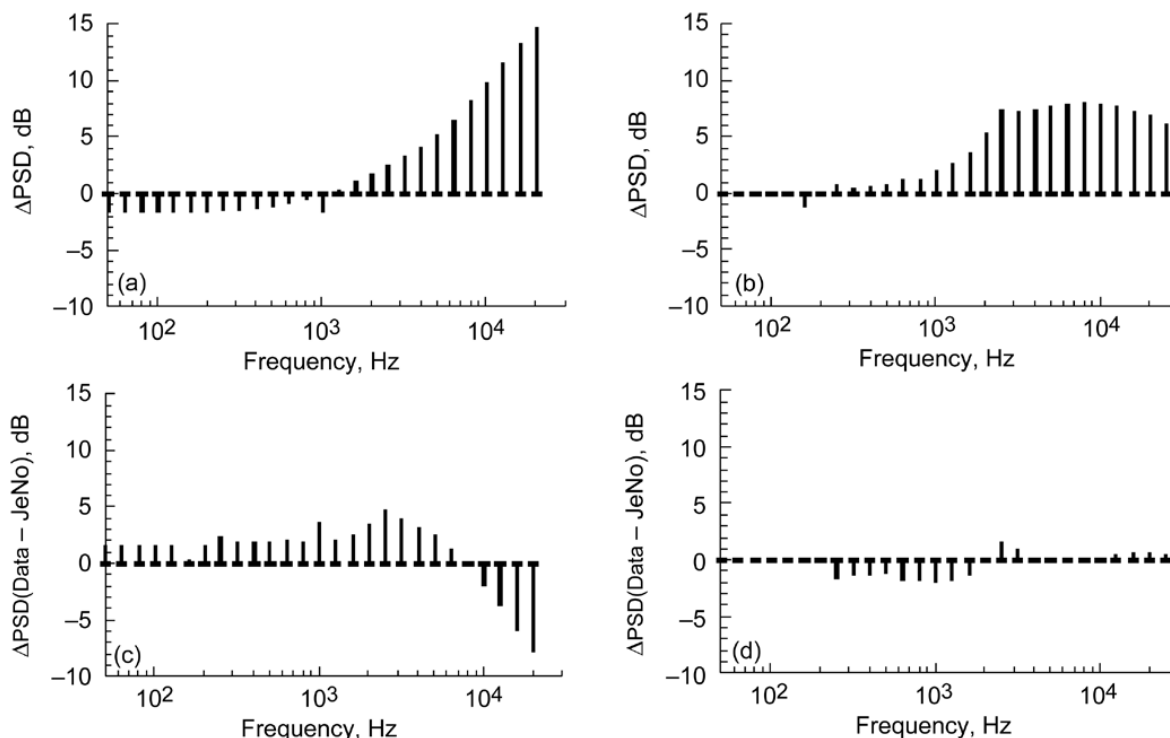 15
10
5
0
–5
–10
ΔPSD, dB
(a)
10² 10³ 10⁴
Frequency, Hz
15
10
5
0
–5
–10
ΔPSD, dB
(b)
10² 10³ 10⁴
Frequency, Hz
15
10
5
0
–5
–10
ΔPSD(Data – JeNo), dB
(c)
10² 10³ 10⁴
Frequency, Hz
15
10
5
0
–5
–10
ΔPSD(Data – JeNo), dB
(d)
10² 10³ 10⁴
Frequency, Hz